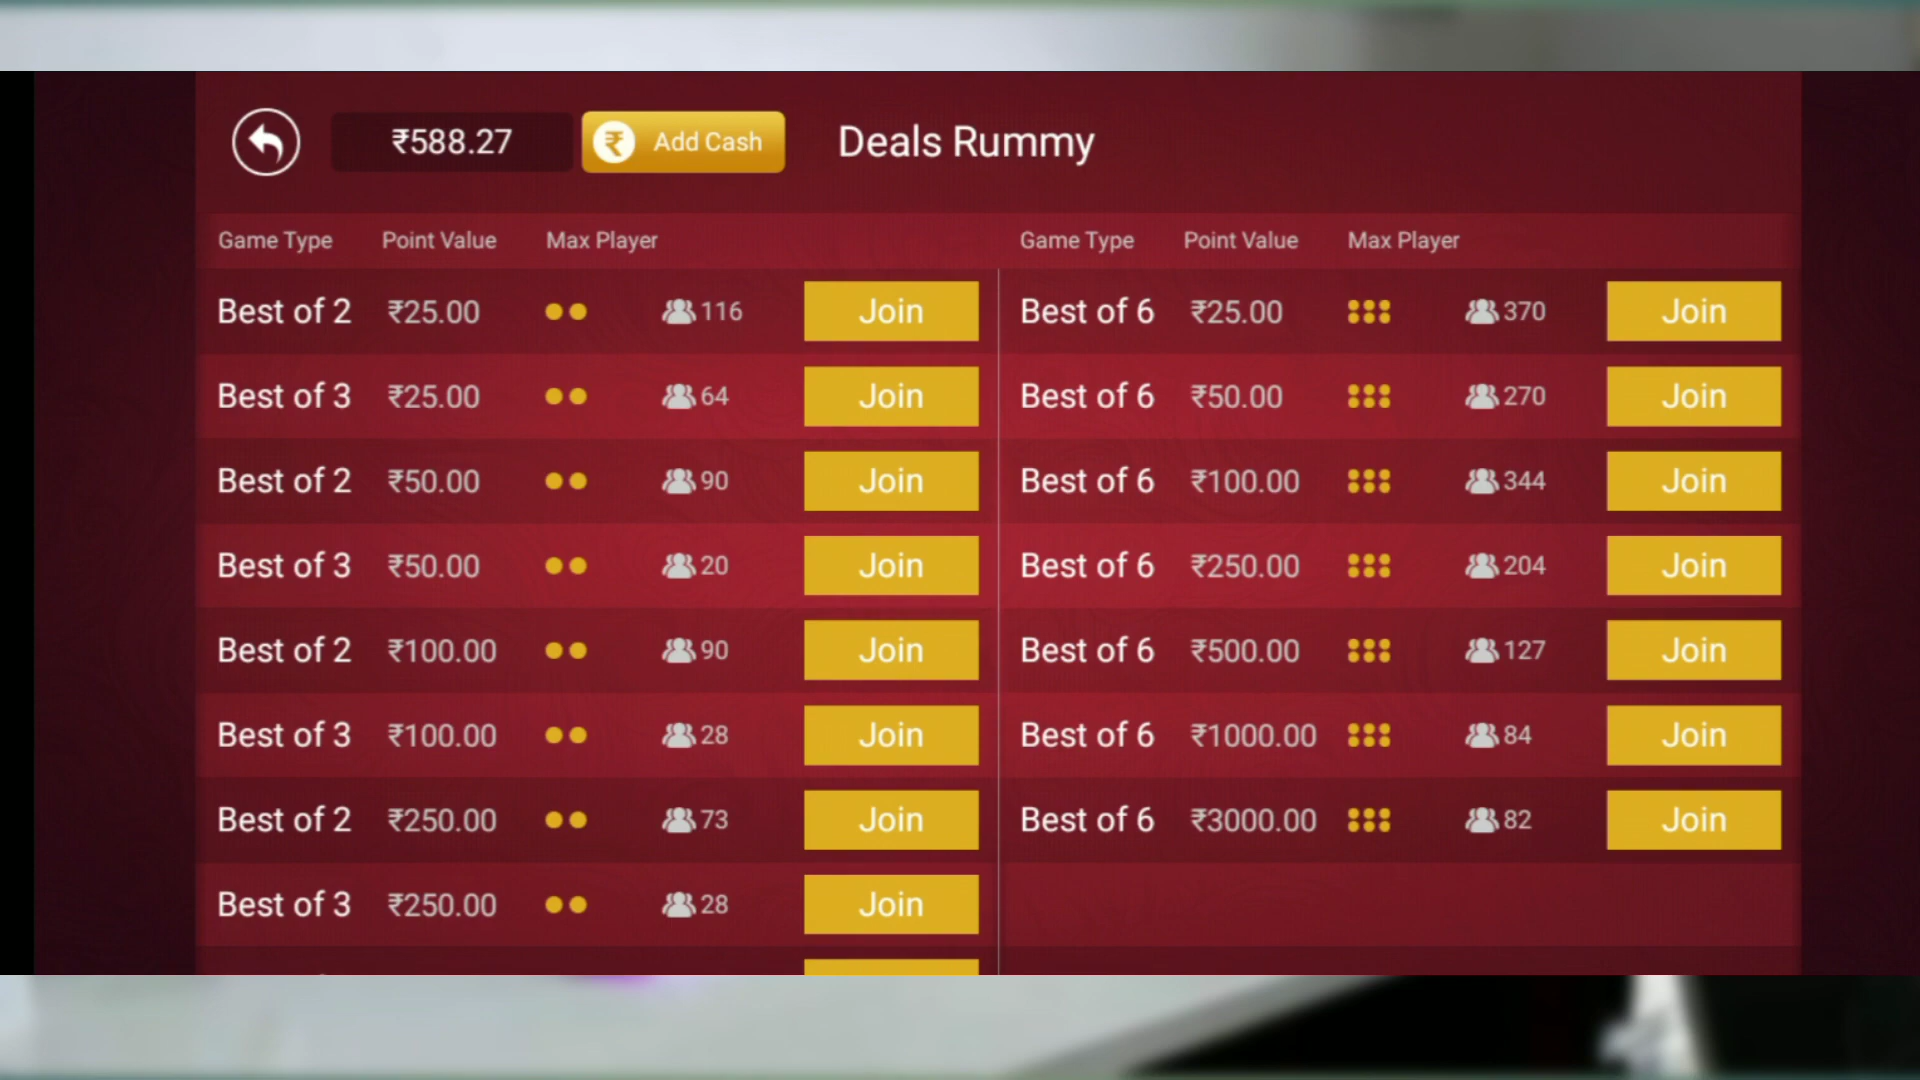 ₹588.27 ₹ Add Cash Deals Rummy
Game Type Point Value Max Player Game Type Point Value Max Player
Best of 2 ₹25.00 116 Join Best of 6 ₹25.00 370 Join
Best of 3 ₹25.00 64 Join Best of 6 ₹50.00 270 Join
Best of 2 ₹50.00 90 Join Best of 6 ₹100.00 344 Join
Best of 3 ₹50.00 20 Join Best of 6 ₹250.00 204 Join
Best of 2 ₹100.00 90 Join Best of 6 ₹500.00 127 Join
Best of 3 ₹100.00 28 Join Best of 6 ₹1000.00 84 Join
Best of 2 ₹250.00 73 Join Best of 6 ₹3000.00 82 Join
Best of 3 ₹250.00 28 Join